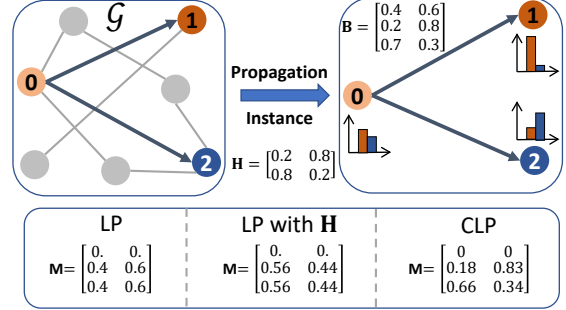 𝒢
1
0
2
Propagation
Instance
H = [0.2 0.8
0.8 0.2]
B = [0.4 0.6
0.2 0.8
0.7 0.3]
1
0
2
LP
M= [0. 0.
0.4 0.6
0.4 0.6]
LP with H
M= [0. 0.
0.56 0.44
0.56 0.44]
CLP
M= [0 0
0.18 0.83
0.66 0.34]